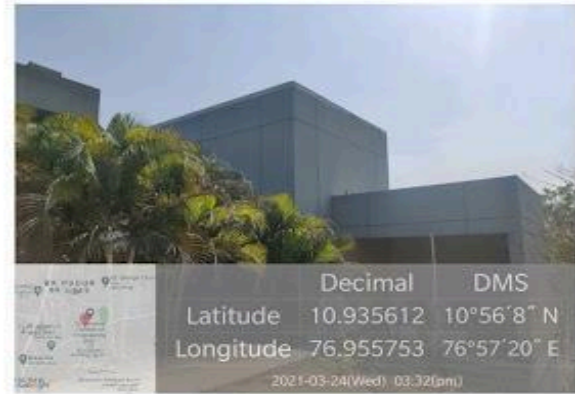 Decimal DMS
Latitude 10.935612 10°56'8" N
Longitude 76.955753 76°57'20" E
2021-03-24(Wed) 03:32(pm)